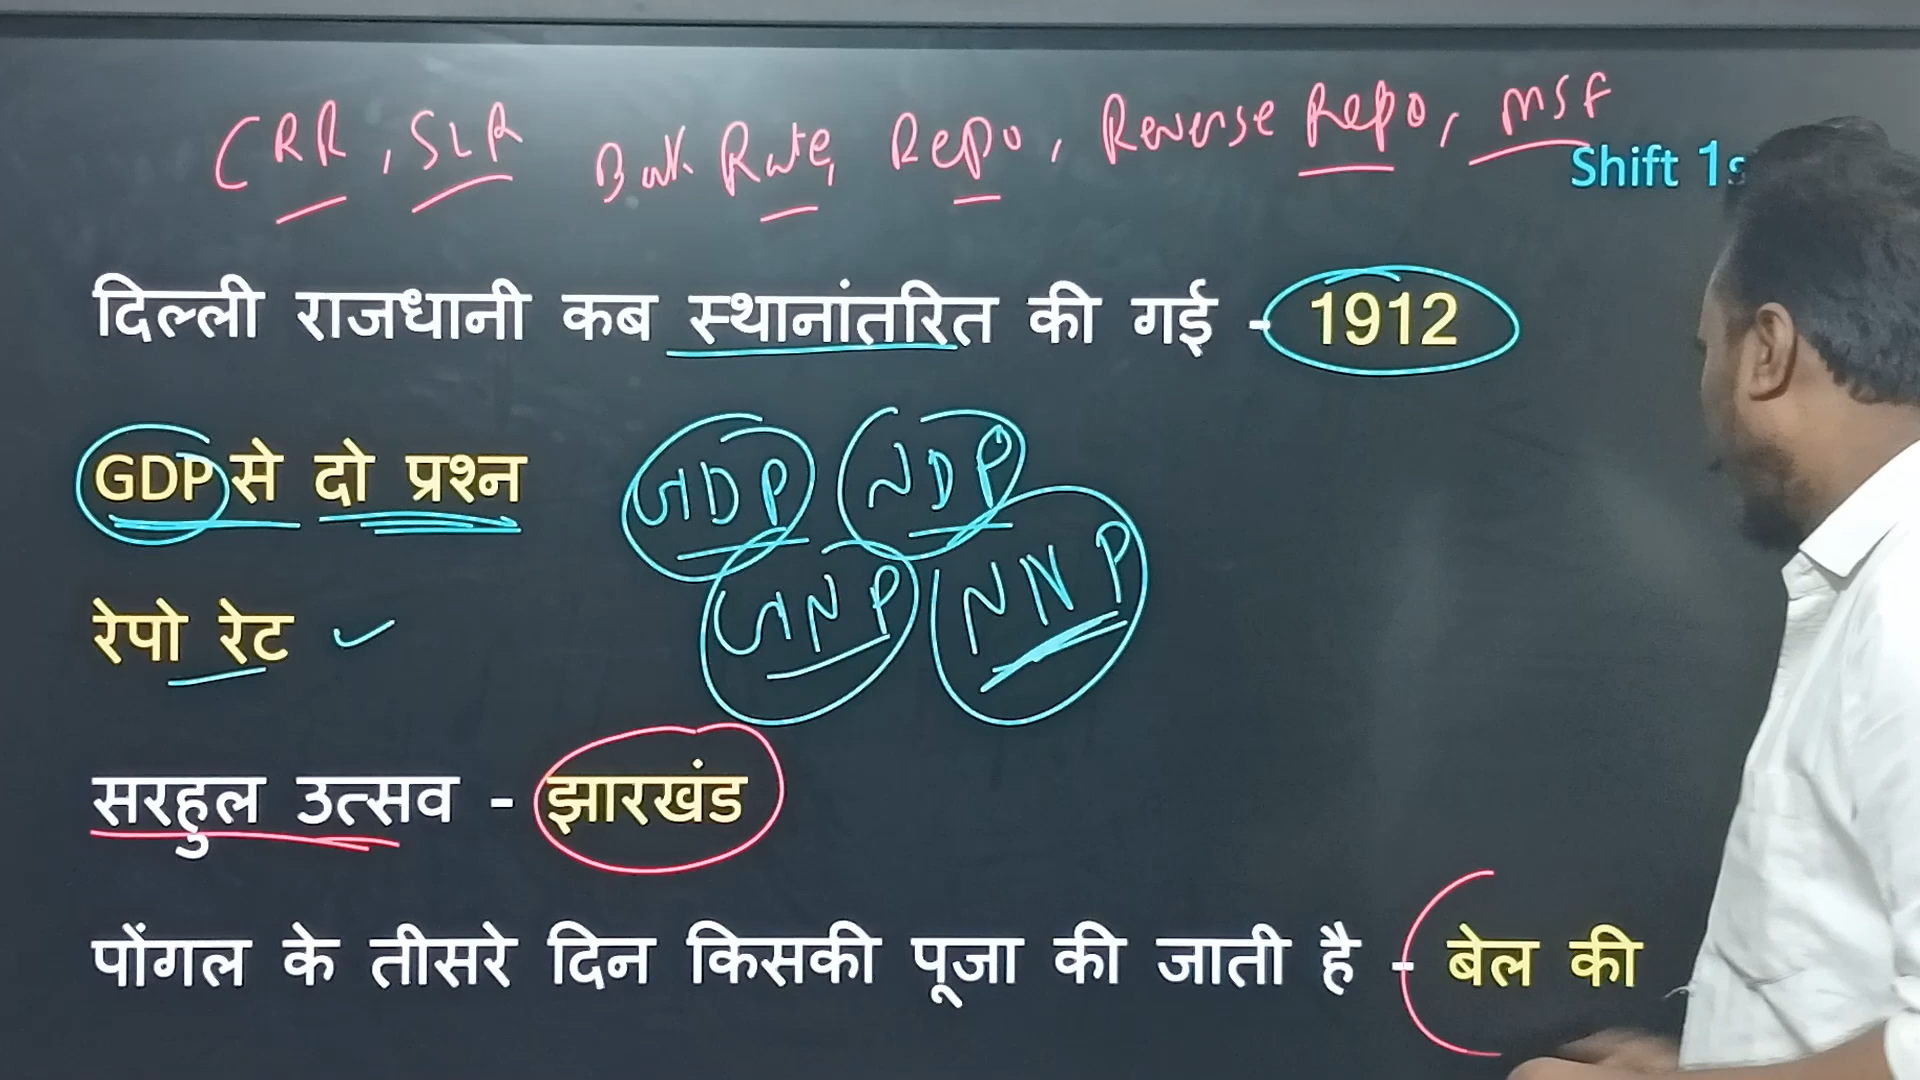 CRR, SLR Bank Rate, Repo, Reverse Repo, MSF
Shift 1s
दिल्ली राजधानी कब स्थानांतरित की गई - 1912
GDP से दो प्रश्न
GDP NDP
रेपो रेट
GNP NNP
सरहुल उत्सव - झारखंड
पोंगल के तीसरे दिन किसकी पूजा की जाती है - बेल की